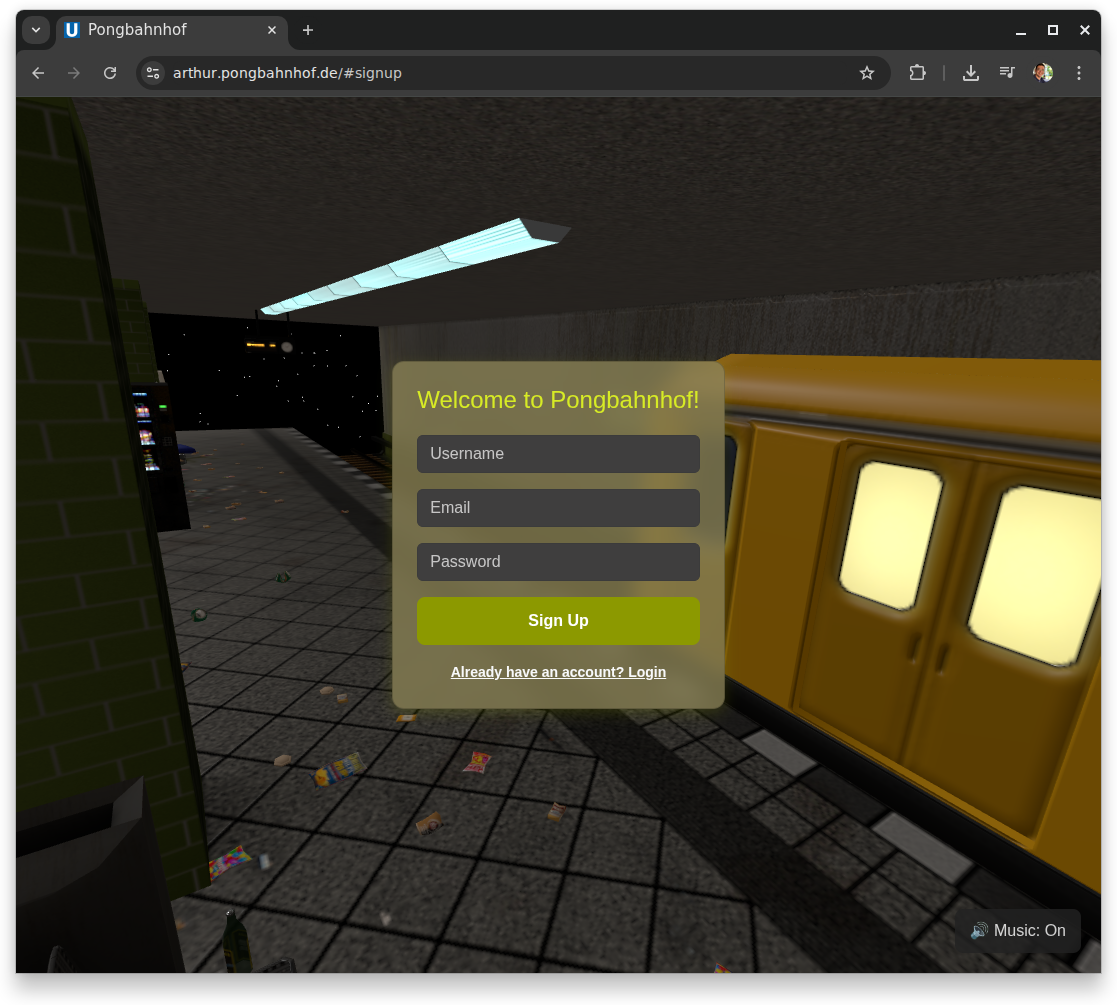 U Pongbahnhof
arthur.pongbahnhof.de/#signup
Welcome to Pongbahnhof!
Username
Email
Password
Sign Up
Already have an account? Login
Music: On